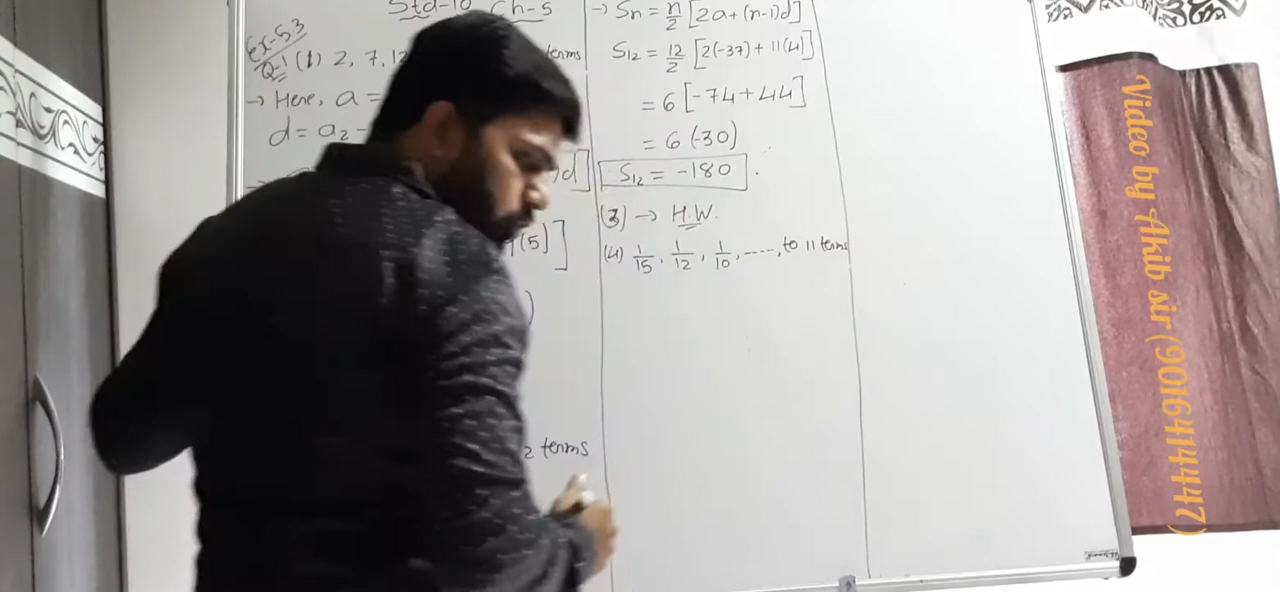 Std-10 Ch-5
Ex-5.3
Q-1 (1) 2, 7, 12 terms
→ Here, a =
d = a₂ -
)d]
(5)]
)
2 terms
→ Sn = n/2 [2a+(n-1)d]
S₁₂ = 12/2 [2(-37)+11(4)]
= 6 [-74+44]
= 6 (-30)
S₁₂ = -180 .
(3) → H.W.
(4) 1/15, 1/12, 1/10, ----, to 11 terms
Video by Akib sir (9016414447)